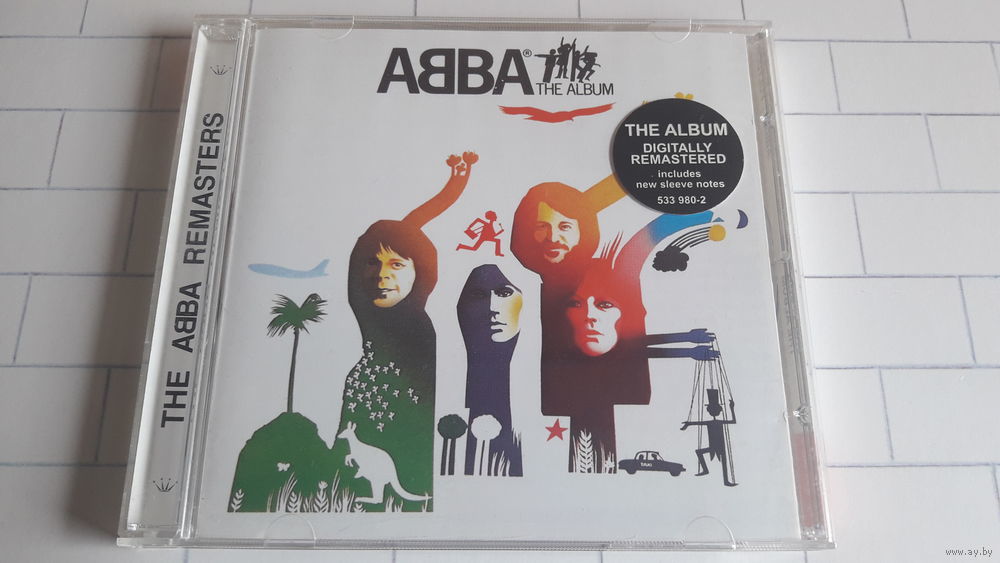 THE ABBA REMASTERS
ABBA®
THE ALBUM
THE ALBUM
DIGITALLY
REMASTERED
includes
new sleeve notes
533 980-2
TAXI
www.ay.by